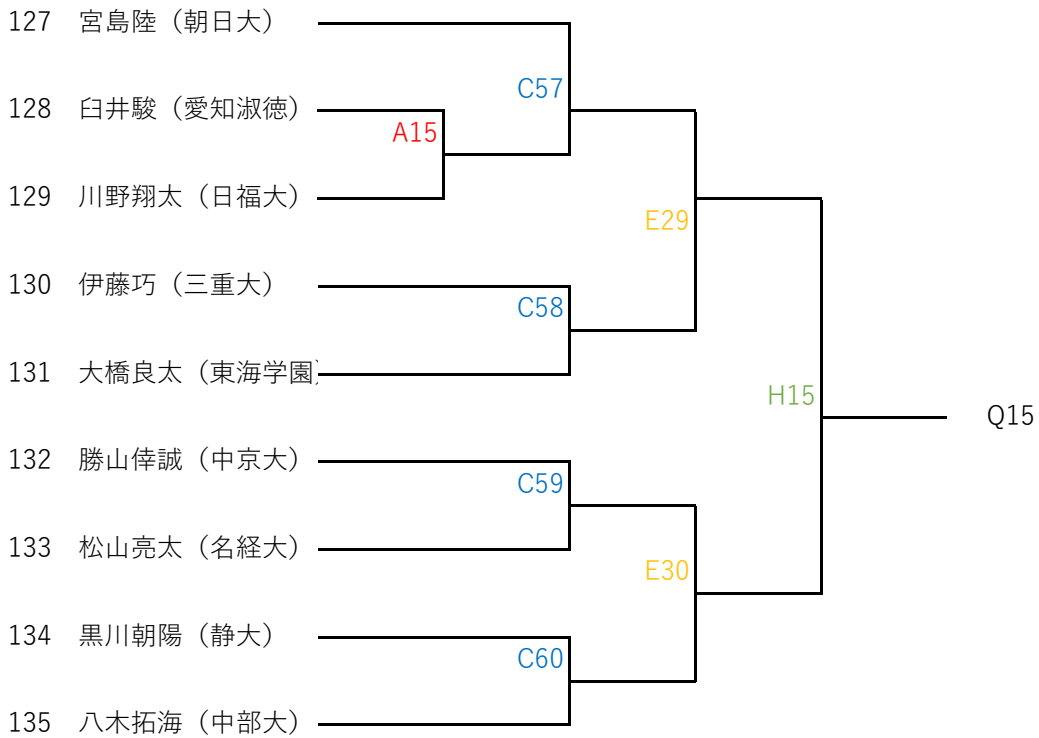 127 宮島陸（朝日大）
C57
128 臼井駿（愛知淑徳）
A15
129 川野翔太（日福大）
E29
130 伊藤巧（三重大）
C58
131 大橋良太（東海学園）
H15
Q15
132 勝山倖誠（中京大）
C59
133 松山亮太（名経大）
E30
134 黒川朝陽（静大）
C60
135 八木拓海（中部大）